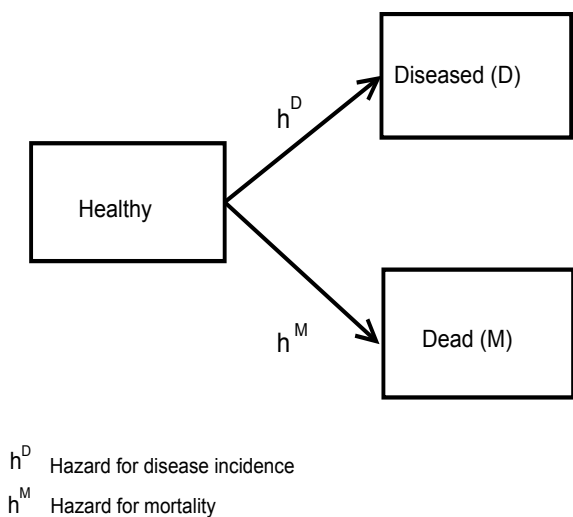 Diseased (D)
h^D
Healthy
h^M
Dead (M)
h^D Hazard for disease incidence
h^M Hazard for mortality